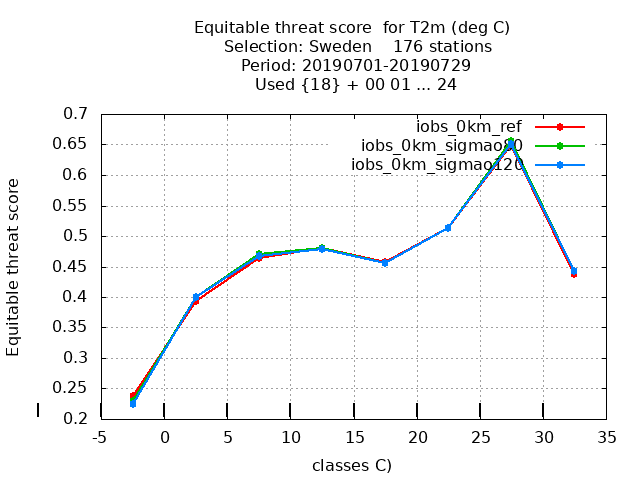 Equitable threat score for T2m (deg C)
Selection: Sweden 176 stations
Period: 20190701-20190729
Used {18} + 00 01 ... 24
iobs_0km_ref
iobs_0km_sigmao80
iobs_0km_sigmao120
Equitable threat score
0.7
0.65
0.6
0.55
0.5
0.45
0.4
0.35
0.3
0.25
0.2
-5 0 5 10 15 20 25 30 35
classes C)